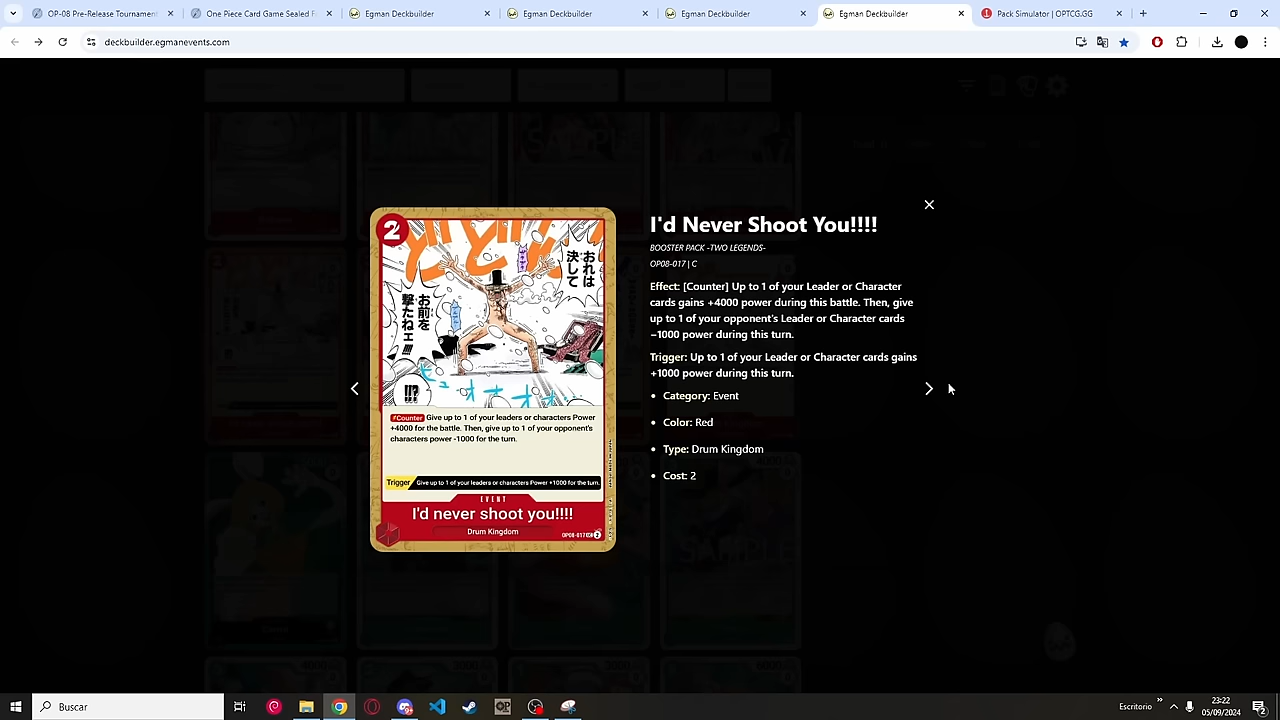 OP-08 Pre-Release Tournament
One Piece Card Game Sealed
Egman Deckbuilder
Egman Deckbuilder
Egman Deckbuilder
Egman Deckbuilder
Pack Simulator | OPTCG.GG
deckbuilder.egmanevents.com
2
おれは
決して
お前を
撃たねェ!!!!
!!?
#Counter Give up to 1 of your leaders or characters Power
+4000 for the battle. Then, give up to 1 of your opponent's
characters power -1000 for the turn.
Trigger Give up to 1 of your leaders or characters Power +1000 for the turn.
EVENT
I'd never shoot you!!!!
Drum Kingdom
OP08-017
I'd Never Shoot You!!!!
BOOSTER PACK -TWO LEGENDS-
OP08-017 | C
Effect: [Counter] Up to 1 of your Leader or Character
cards gains +4000 power during this battle. Then, give
up to 1 of your opponent's Leader or Character cards
−1000 power during this turn.
Trigger: Up to 1 of your Leader or Character cards gains
+1000 power during this turn.
• Category: Event
• Color: Red
• Type: Drum Kingdom
• Cost: 2
Buscar
Escritorio
23:22
05/09/2024